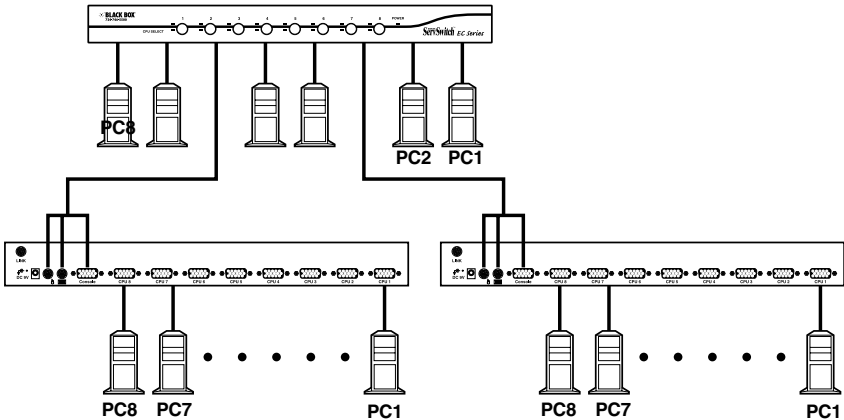 BLACK BOX
CPU SELECT
1 2 3 4 5 6 7 8
POWER
ServSwitch EC Series
PC8
PC2 PC1
LINK
DC 9V
Console CPU 8 CPU 7 CPU 6 CPU 5 CPU 4 CPU 3 CPU 2 CPU 1
LINK
DC 9V
Console CPU 8 CPU 7 CPU 6 CPU 5 CPU 4 CPU 3 CPU 2 CPU 1
PC8 PC7 PC1
PC8 PC7 PC1